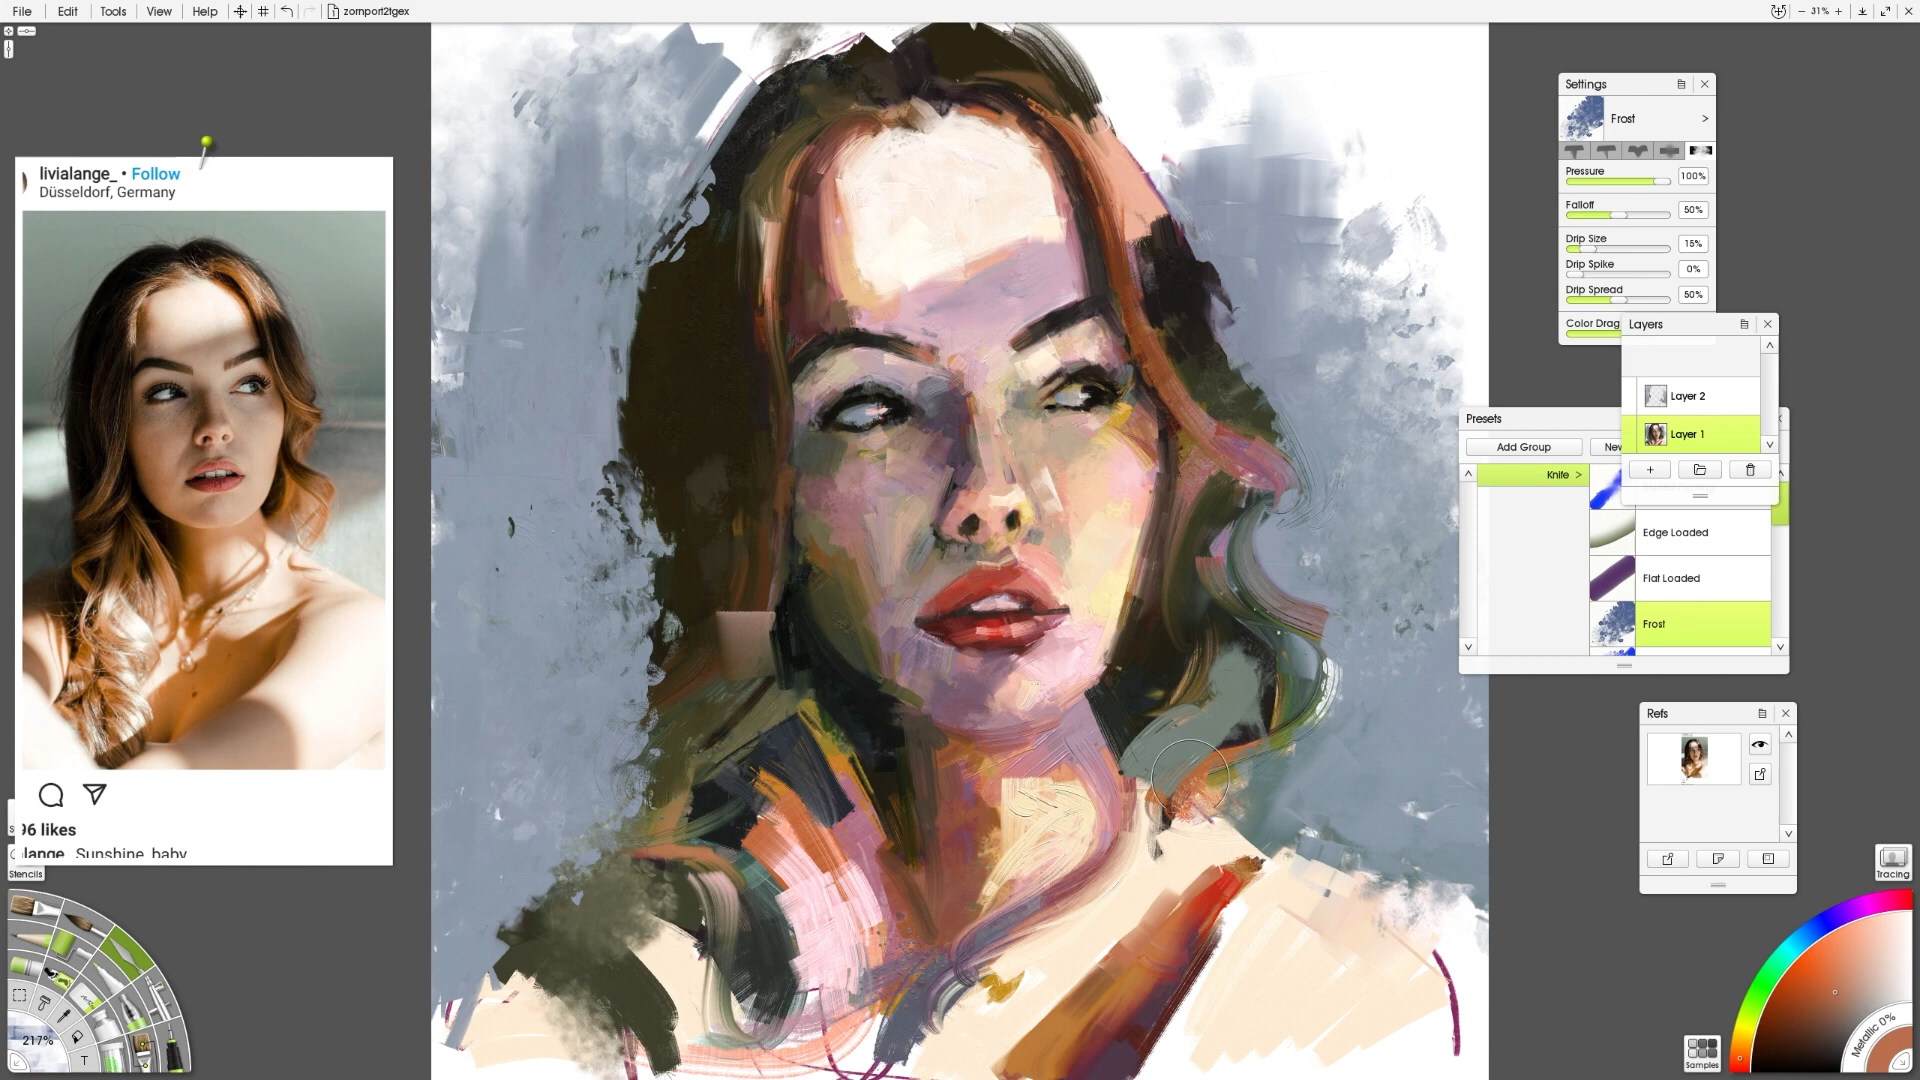 File Edit Tools View Help zornport2tgex 31%
livialange_ • Follow
Düsseldorf, Germany
96 likes
lange Sunshine baby
Stencils
217%
T
Settings
Frost >
Pressure 100%
Falloff 50%
Drip Size 15%
Drip Spike 0%
Drip Spread 50%
Color Drag
Layers
Layer 2
Layer 1
Presets
Add Group
Knife >
Edge Loaded
Flat Loaded
Frost
Refs
Tracing
Metallic 0%
Samples